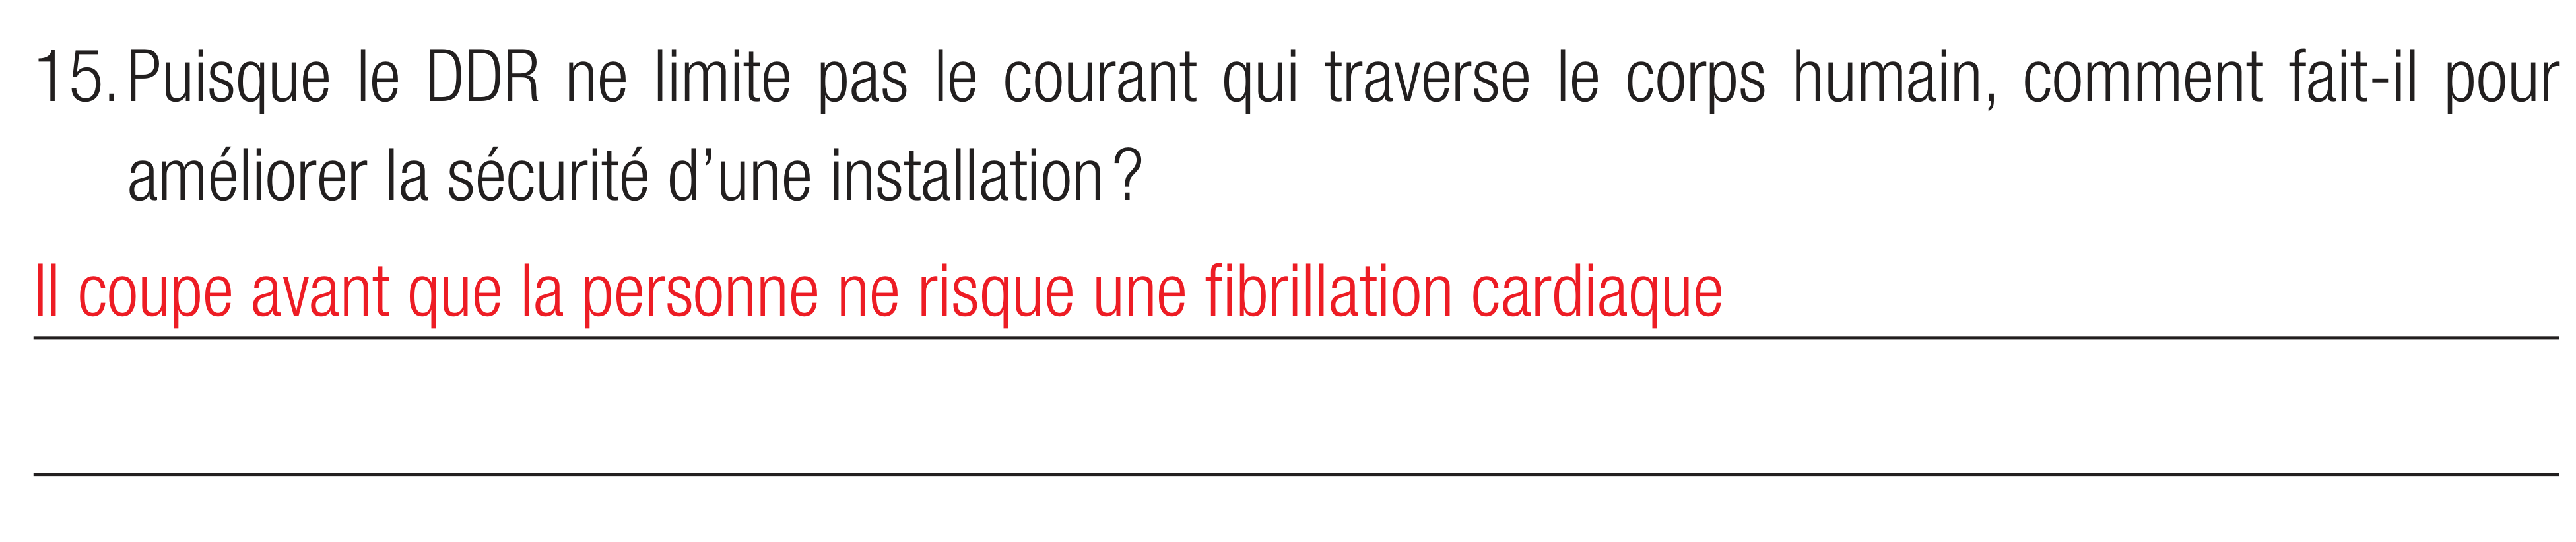 15. Puisque le DDR ne limite pas le courant qui traverse le corps humain, comment fait-il pour
améliorer la sécurité d’une installation ?
Il coupe avant que la personne ne risque une fibrillation cardiaque